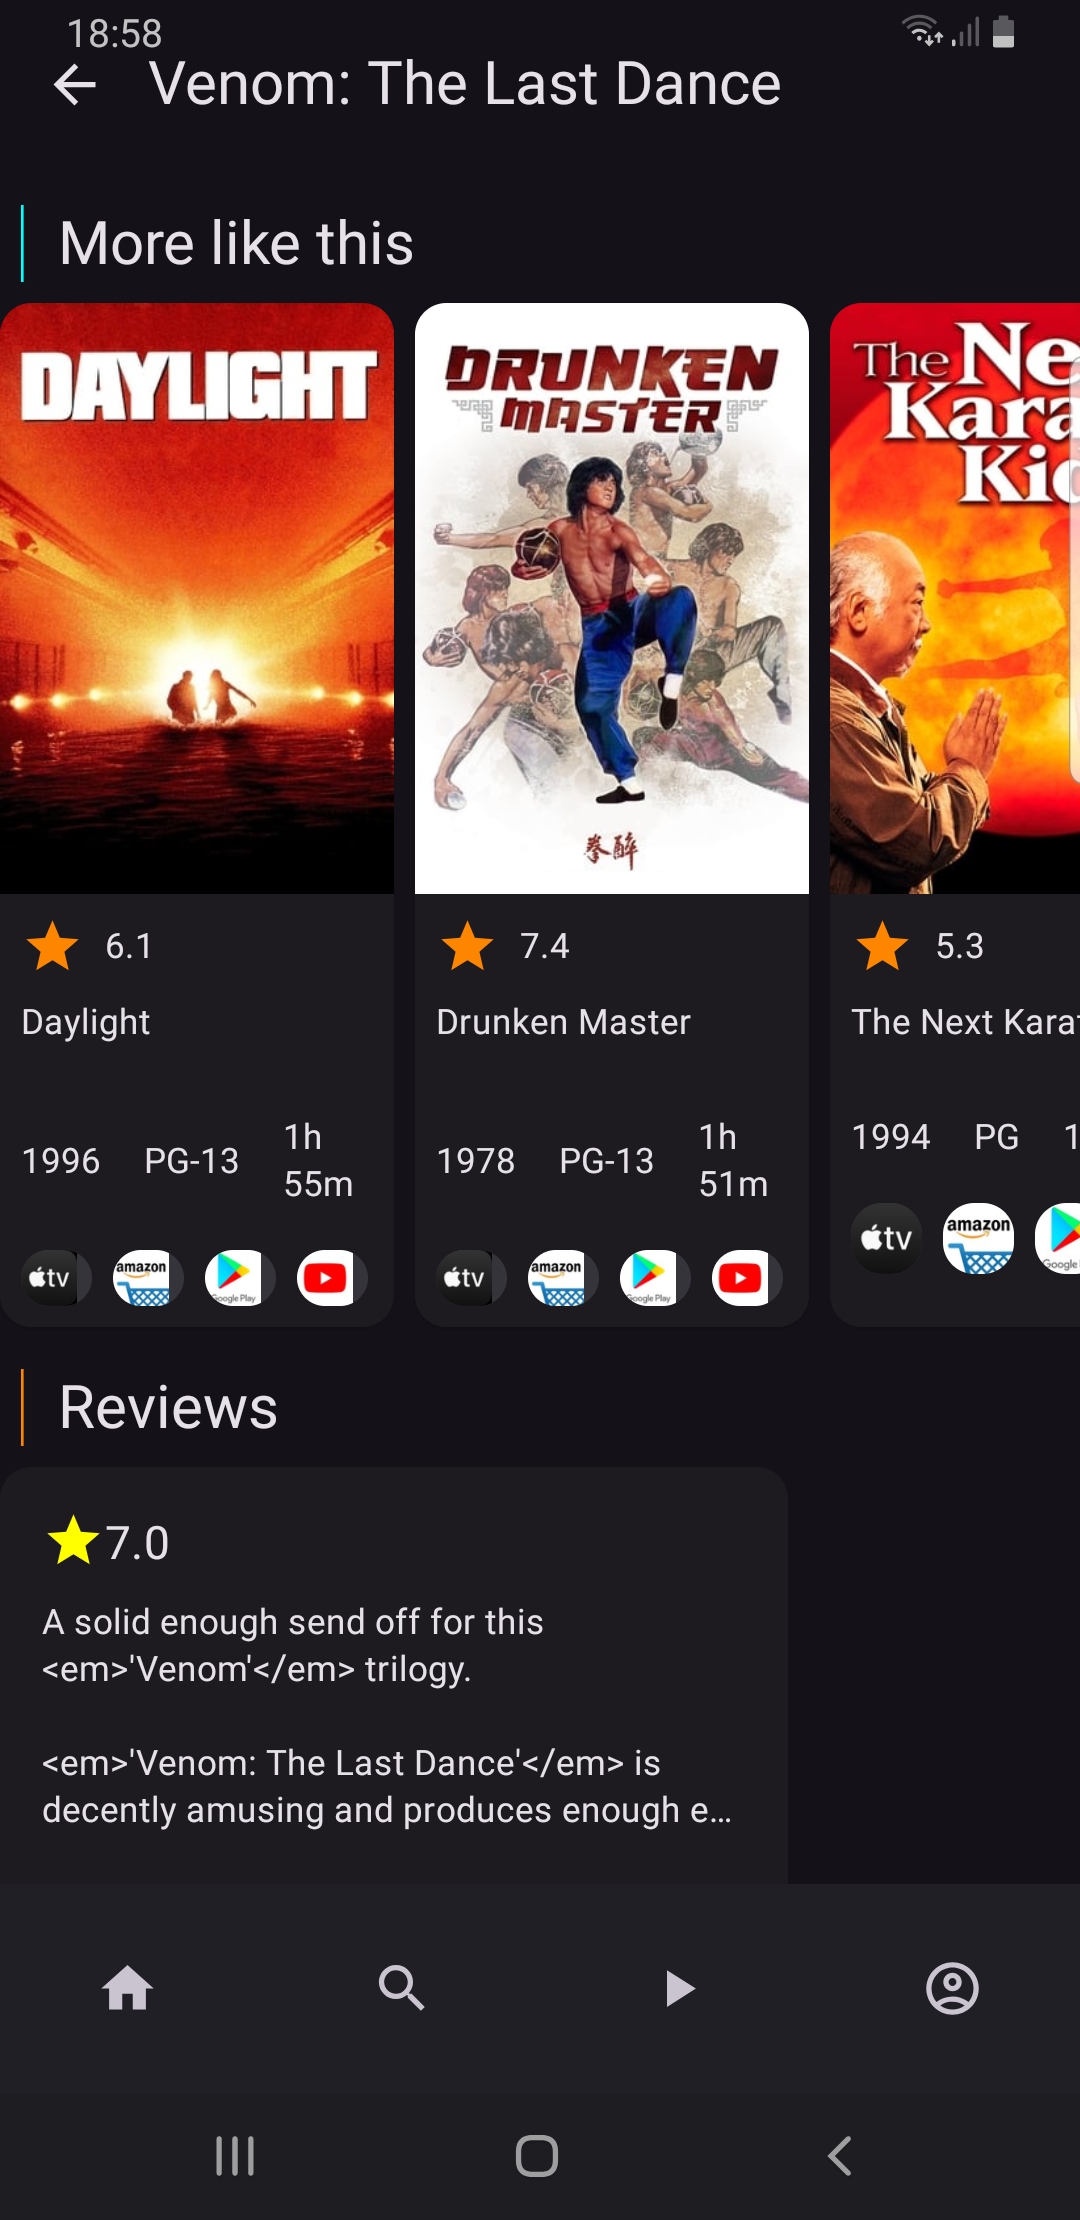 18:58
Venom: The Last Dance
More like this
DAYLIGHT
DRUNKEN
MASTER
醉拳
The Ne
Kara
Kid
6.1
Daylight
1996 PG-13 1h 55m
tv amazon Google Play
7.4
Drunken Master
1978 PG-13 1h 51m
tv amazon Google Play
5.3
The Next Karat
1994 PG 1
tv amazon Google
Reviews
7.0
A solid enough send off for this
<em>'Venom'</em> trilogy.
<em>'Venom: The Last Dance'</em> is
decently amusing and produces enough e…